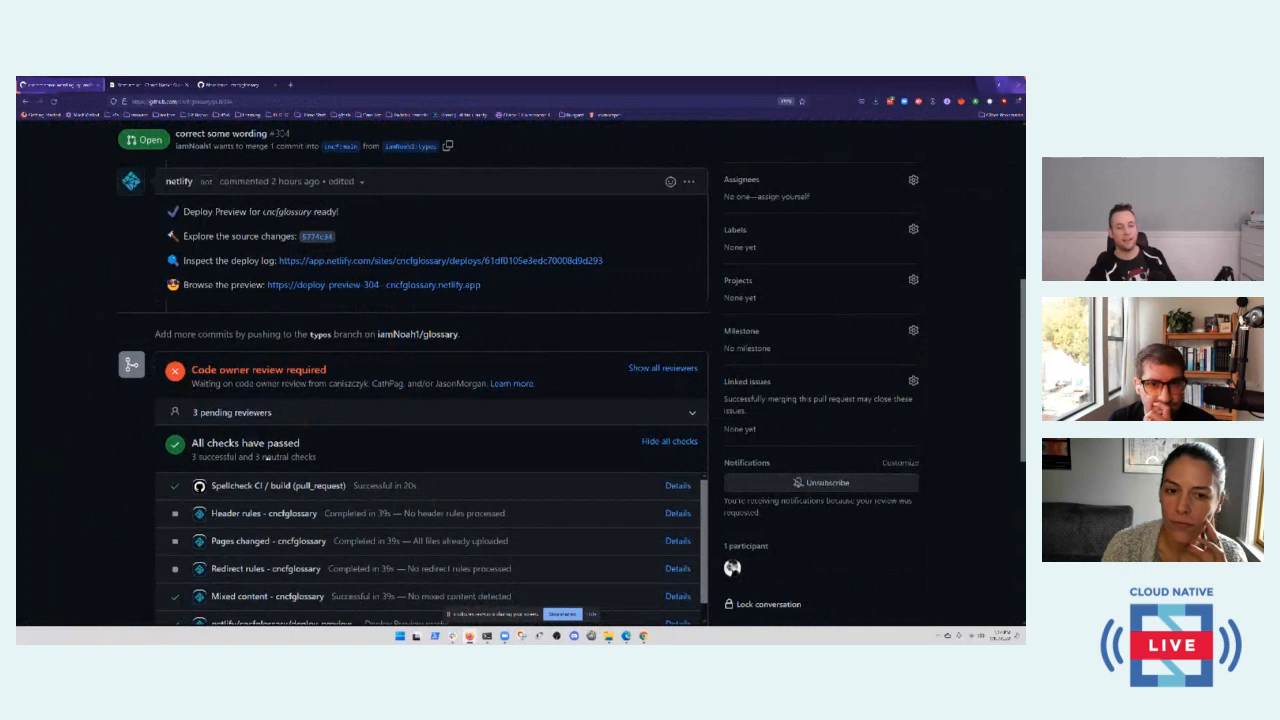 Open
correct some wording #304
iamNoah1 wants to merge 1 commit into cncf:main from iamNoah1:typos
netlify bot commented 2 hours ago • edited
Deploy Preview for cncfglossary ready!
Explore the source changes: 5774c34
Inspect the deploy log: https://app.netlify.com/sites/cncfglossary/deploys/61df0105e3edc70008d9d293
Browse the preview: https://deploy-preview-304--cncfglossary.netlify.app
Add more commits by pushing to the typos branch on iamNoah1/glossary.
Code owner review required
Show all reviewers
Waiting on code owner review from caniszczyk, CathPag, and/or JasonMorgan. Learn more.
3 pending reviewers
All checks have passed
Hide all checks
3 successful and 3 neutral checks
Spellcheck CI / build (pull_request) Successful in 20s
Details
Header rules - cncfglossary Completed in 39s — No header rules processed
Details
Pages changed - cncfglossary Completed in 39s — All files already uploaded
Details
Redirect rules - cncfglossary Completed in 39s — No redirect rules processed
Details
Mixed content - cncfglossary Successful in 39s — No mixed content detected
Details
Assignees
No one—assign yourself
Labels
None yet
Projects
None yet
Milestone
No milestone
Linked issues
Successfully merging this pull request may close these
issues.
None yet
Notifications
Customize
Unsubscribe
You're receiving notifications because your review was
requested.
1 participant
Lock conversation
CLOUD NATIVE
LIVE